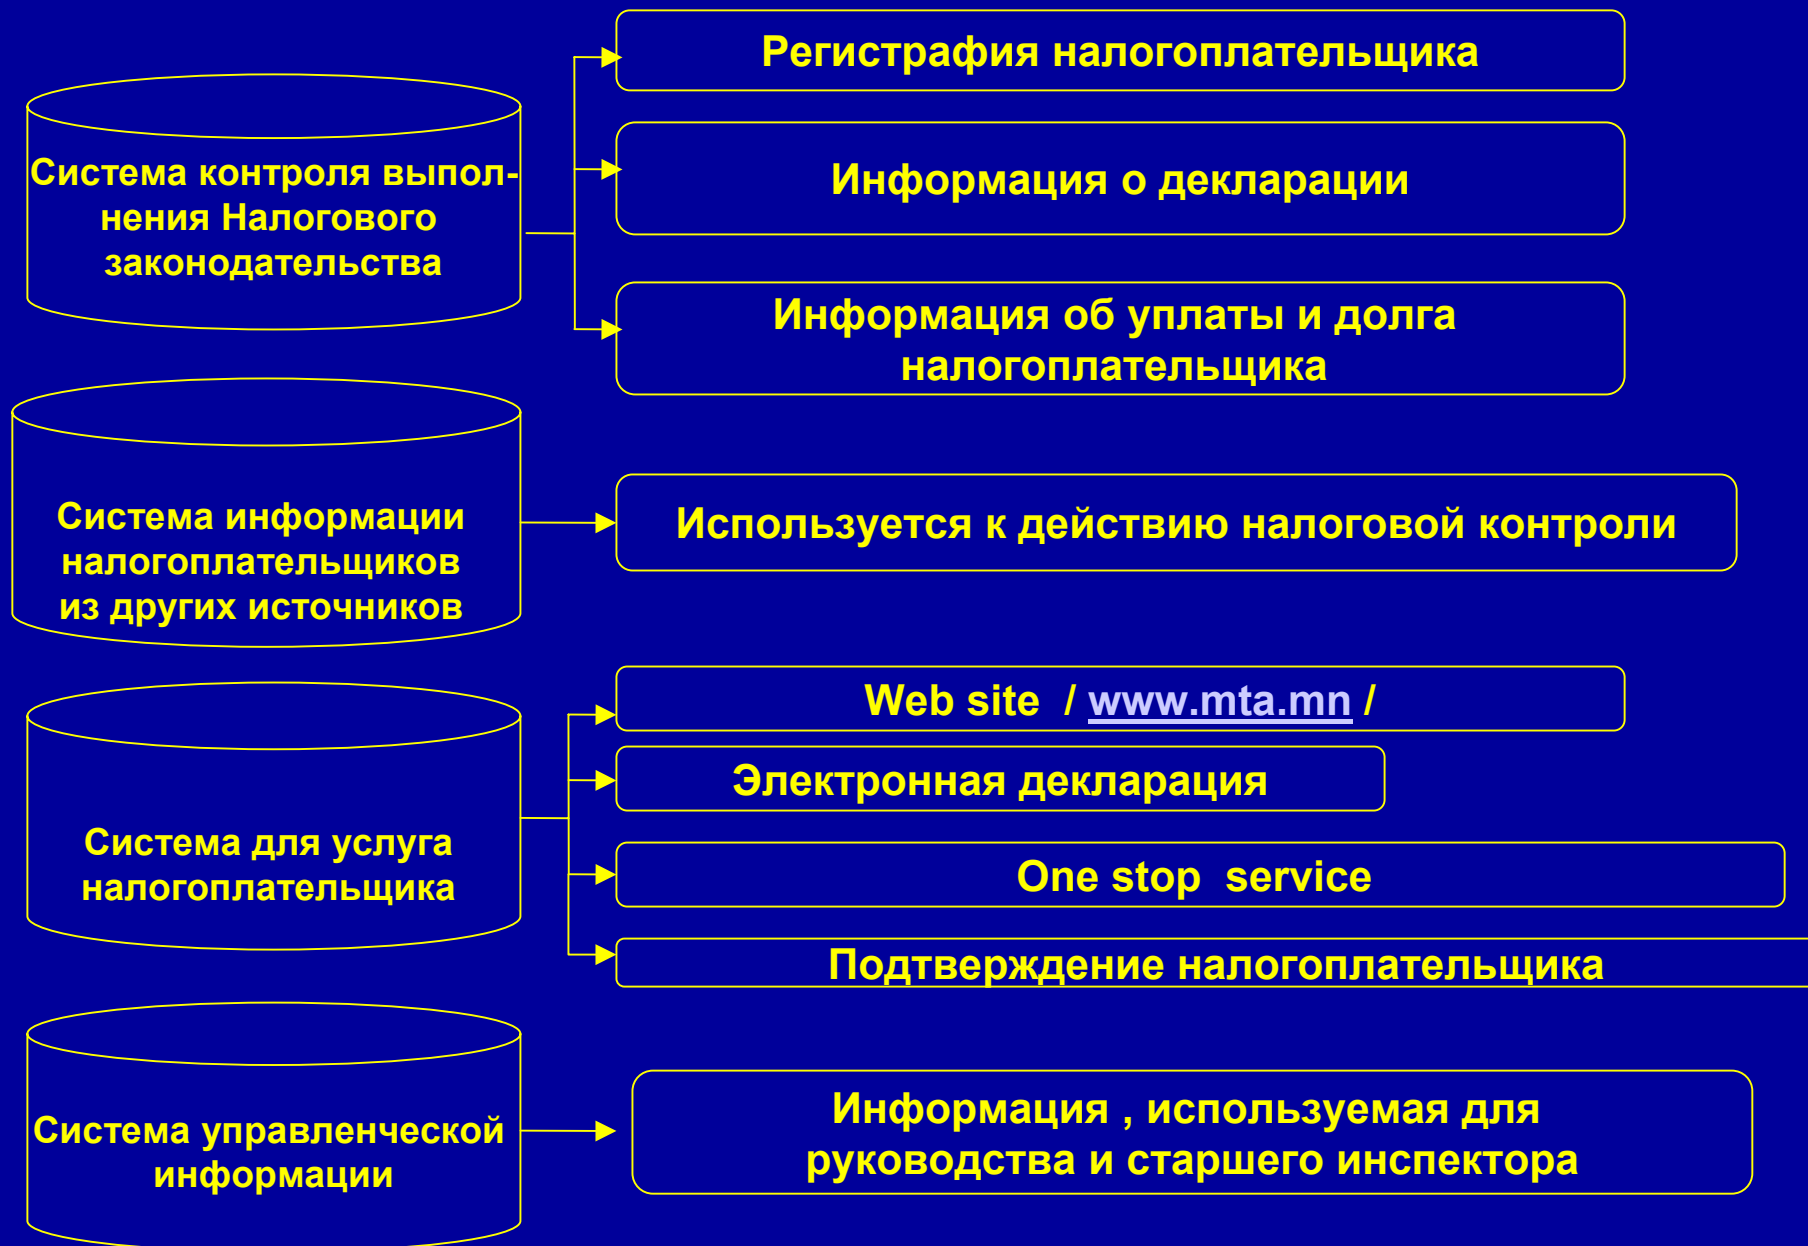 Система контроля выпол-
нения Налогового
законодательства
Регистрафия налогоплательщика
Информация о декларации
Информация об уплаты и долга
налогоплательщика
Система информации
налогоплательщиков
из других источников
Используется к действию налоговой контроли
Система для услуга
налогоплательщика
Web site / www.mta.mn /
Электронная декларация
One stop service
Подтверждение налогоплательщика
Система управленческой
информации
Информация , используемая для
руководства и старшего инспектора